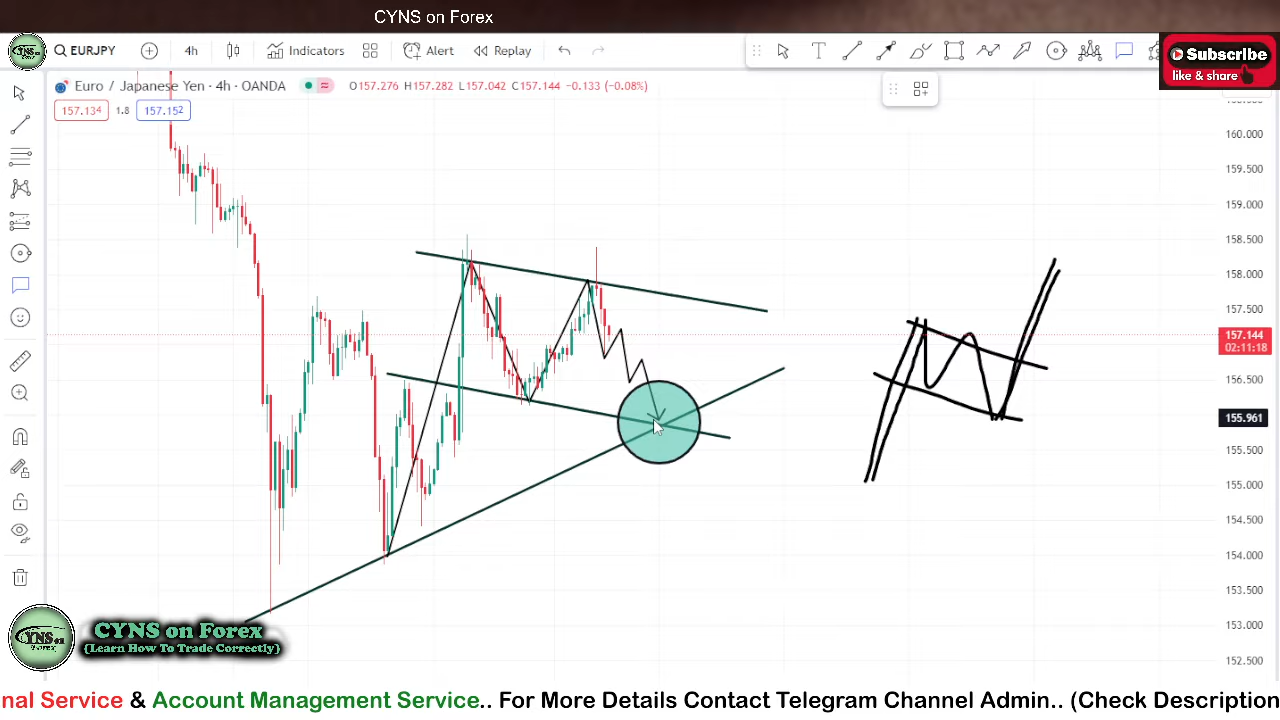 CYNS on Forex
EURJPY 4h Indicators Alert Replay
Subscribe
like & share
Euro / Japanese Yen · 4h · OANDA O157.276 H157.282 L157.042 C157.144 −0.133 (−0.08%)
157.134 1.8 157.152
160.000
159.500
159.000
158.500
158.000
157.500
157.144
02:11:18
156.500
155.961
155.500
155.000
154.500
154.000
153.500
153.000
152.500
CYNS on Forex
{Learn How To Trade Correctly}
nal Service & Account Management Service.. For More Details Contact Telegram Channel Admin.. (Check Description